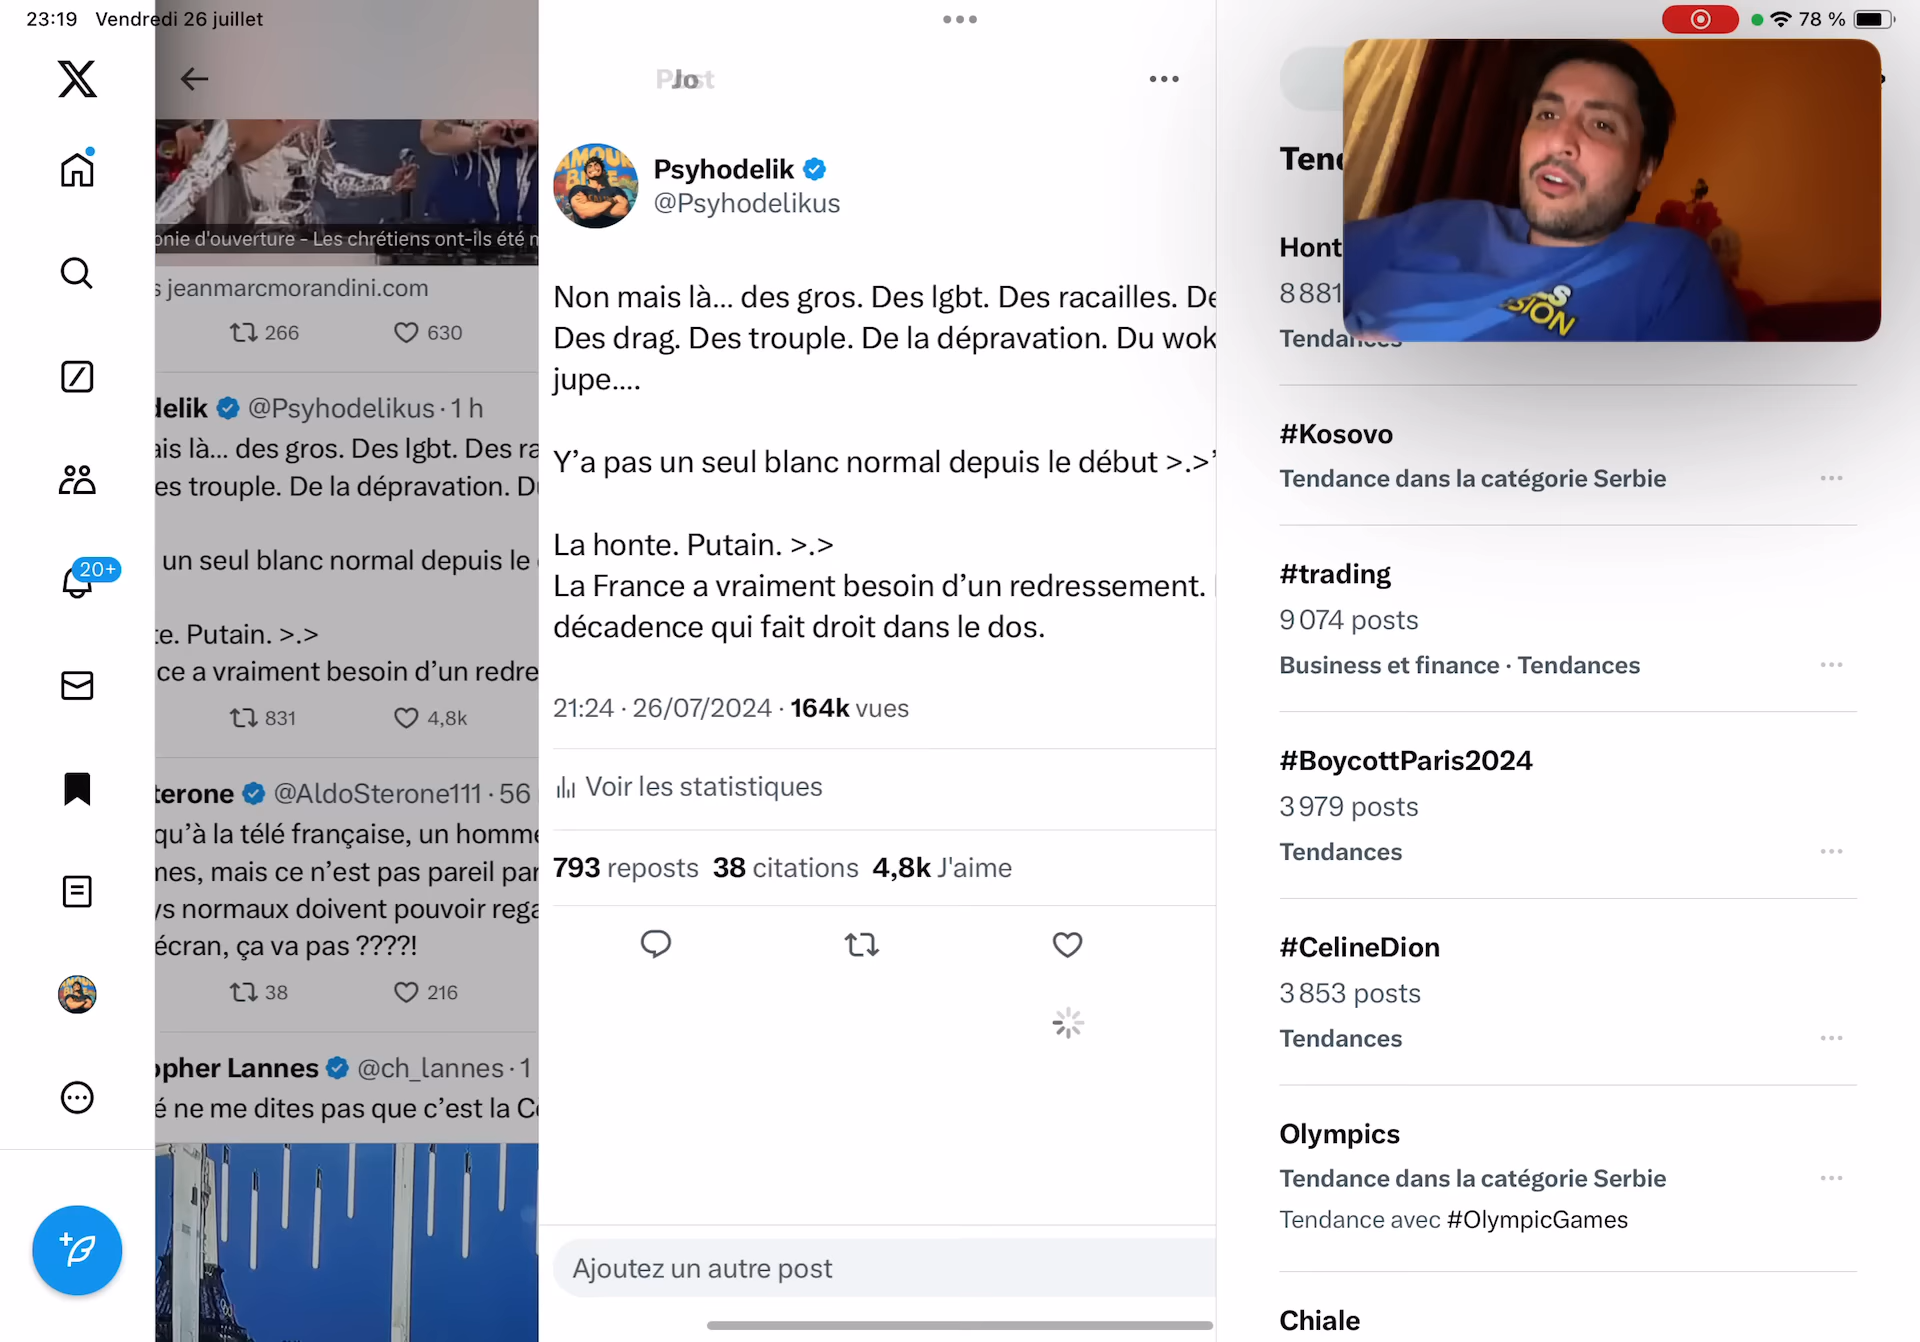 23:19 Vendredi 26 juillet
78 %
onie d'ouverture - Les chrétiens ont-ils été
s jeanmarcmorandini.com
266 630
delik @Psyhodelikus · 1 h
ais là... des gros. Des lgbt. Des ra
es trouple. De la dépravation. D
un seul blanc normal depuis le
te. Putain. >.>
ce a vraiment besoin d’un redre
831 4,8k
20+
terone @AldoSterone111 · 56
qu’à la télé française, un homme
nes, mais ce n’est pas pareil par
ys normaux doivent pouvoir rega
écran, ça va pas ????!
38 216
opher Lannes @ch_lannes · 1
é ne me dites pas que c’est la C
Post
Psyhodelik
@Psyhodelikus
Non mais là... des gros. Des lgbt. Des racailles. De
Des drag. Des trouple. De la dépravation. Du wok
jupe....
Y’a pas un seul blanc normal depuis le début >.>’
La honte. Putain. >.>
La France a vraiment besoin d’un redressement.
décadence qui fait droit dans le dos.
21:24 · 26/07/2024 · 164k vues
Voir les statistiques
793 reposts 38 citations 4,8k J'aime
Ajoutez un autre post
Tend
Hont
8 881
Tendances
#Kosovo
Tendance dans la catégorie Serbie
#trading
9 074 posts
Business et finance · Tendances
#BoycottParis2024
3 979 posts
Tendances
#CelineDion
3 853 posts
Tendances
Olympics
Tendance dans la catégorie Serbie
Tendance avec #OlympicGames
Chiale